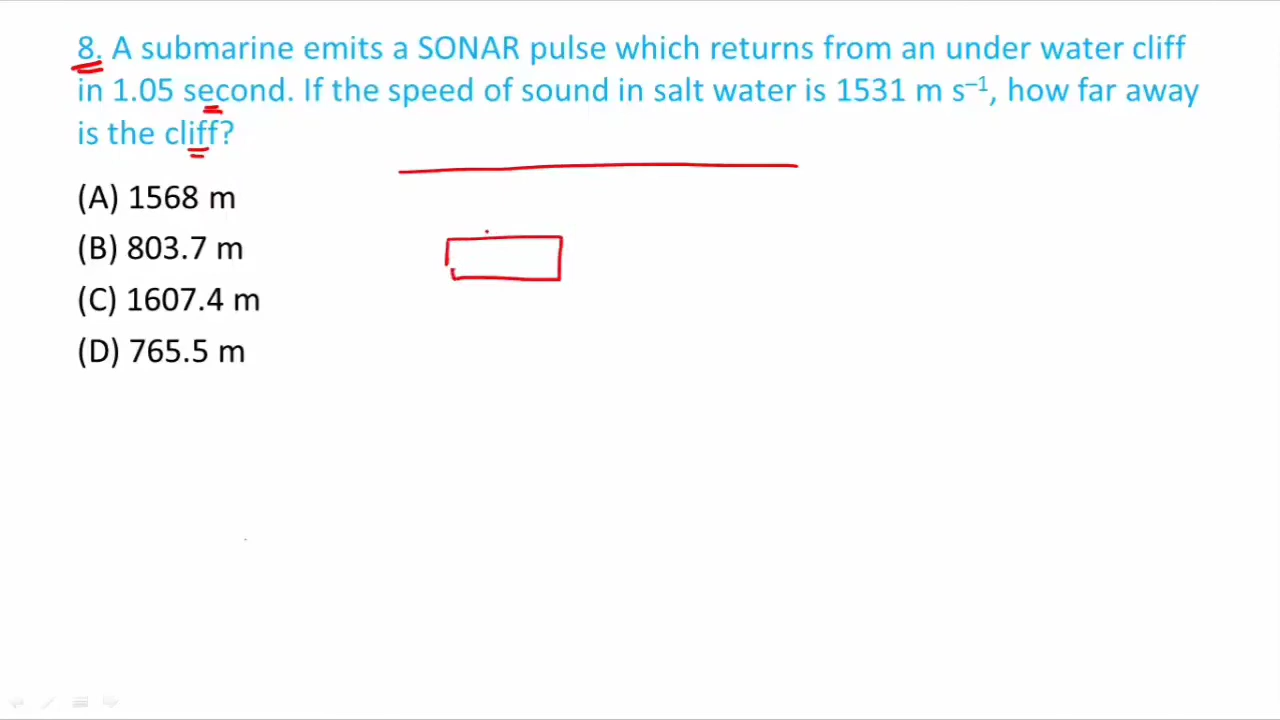 8. A submarine emits a SONAR pulse which returns from an under water cliff
in 1.05 second. If the speed of sound in salt water is 1531 m s⁻¹, how far away
is the cliff?
(A) 1568 m
(B) 803.7 m
(C) 1607.4 m
(D) 765.5 m